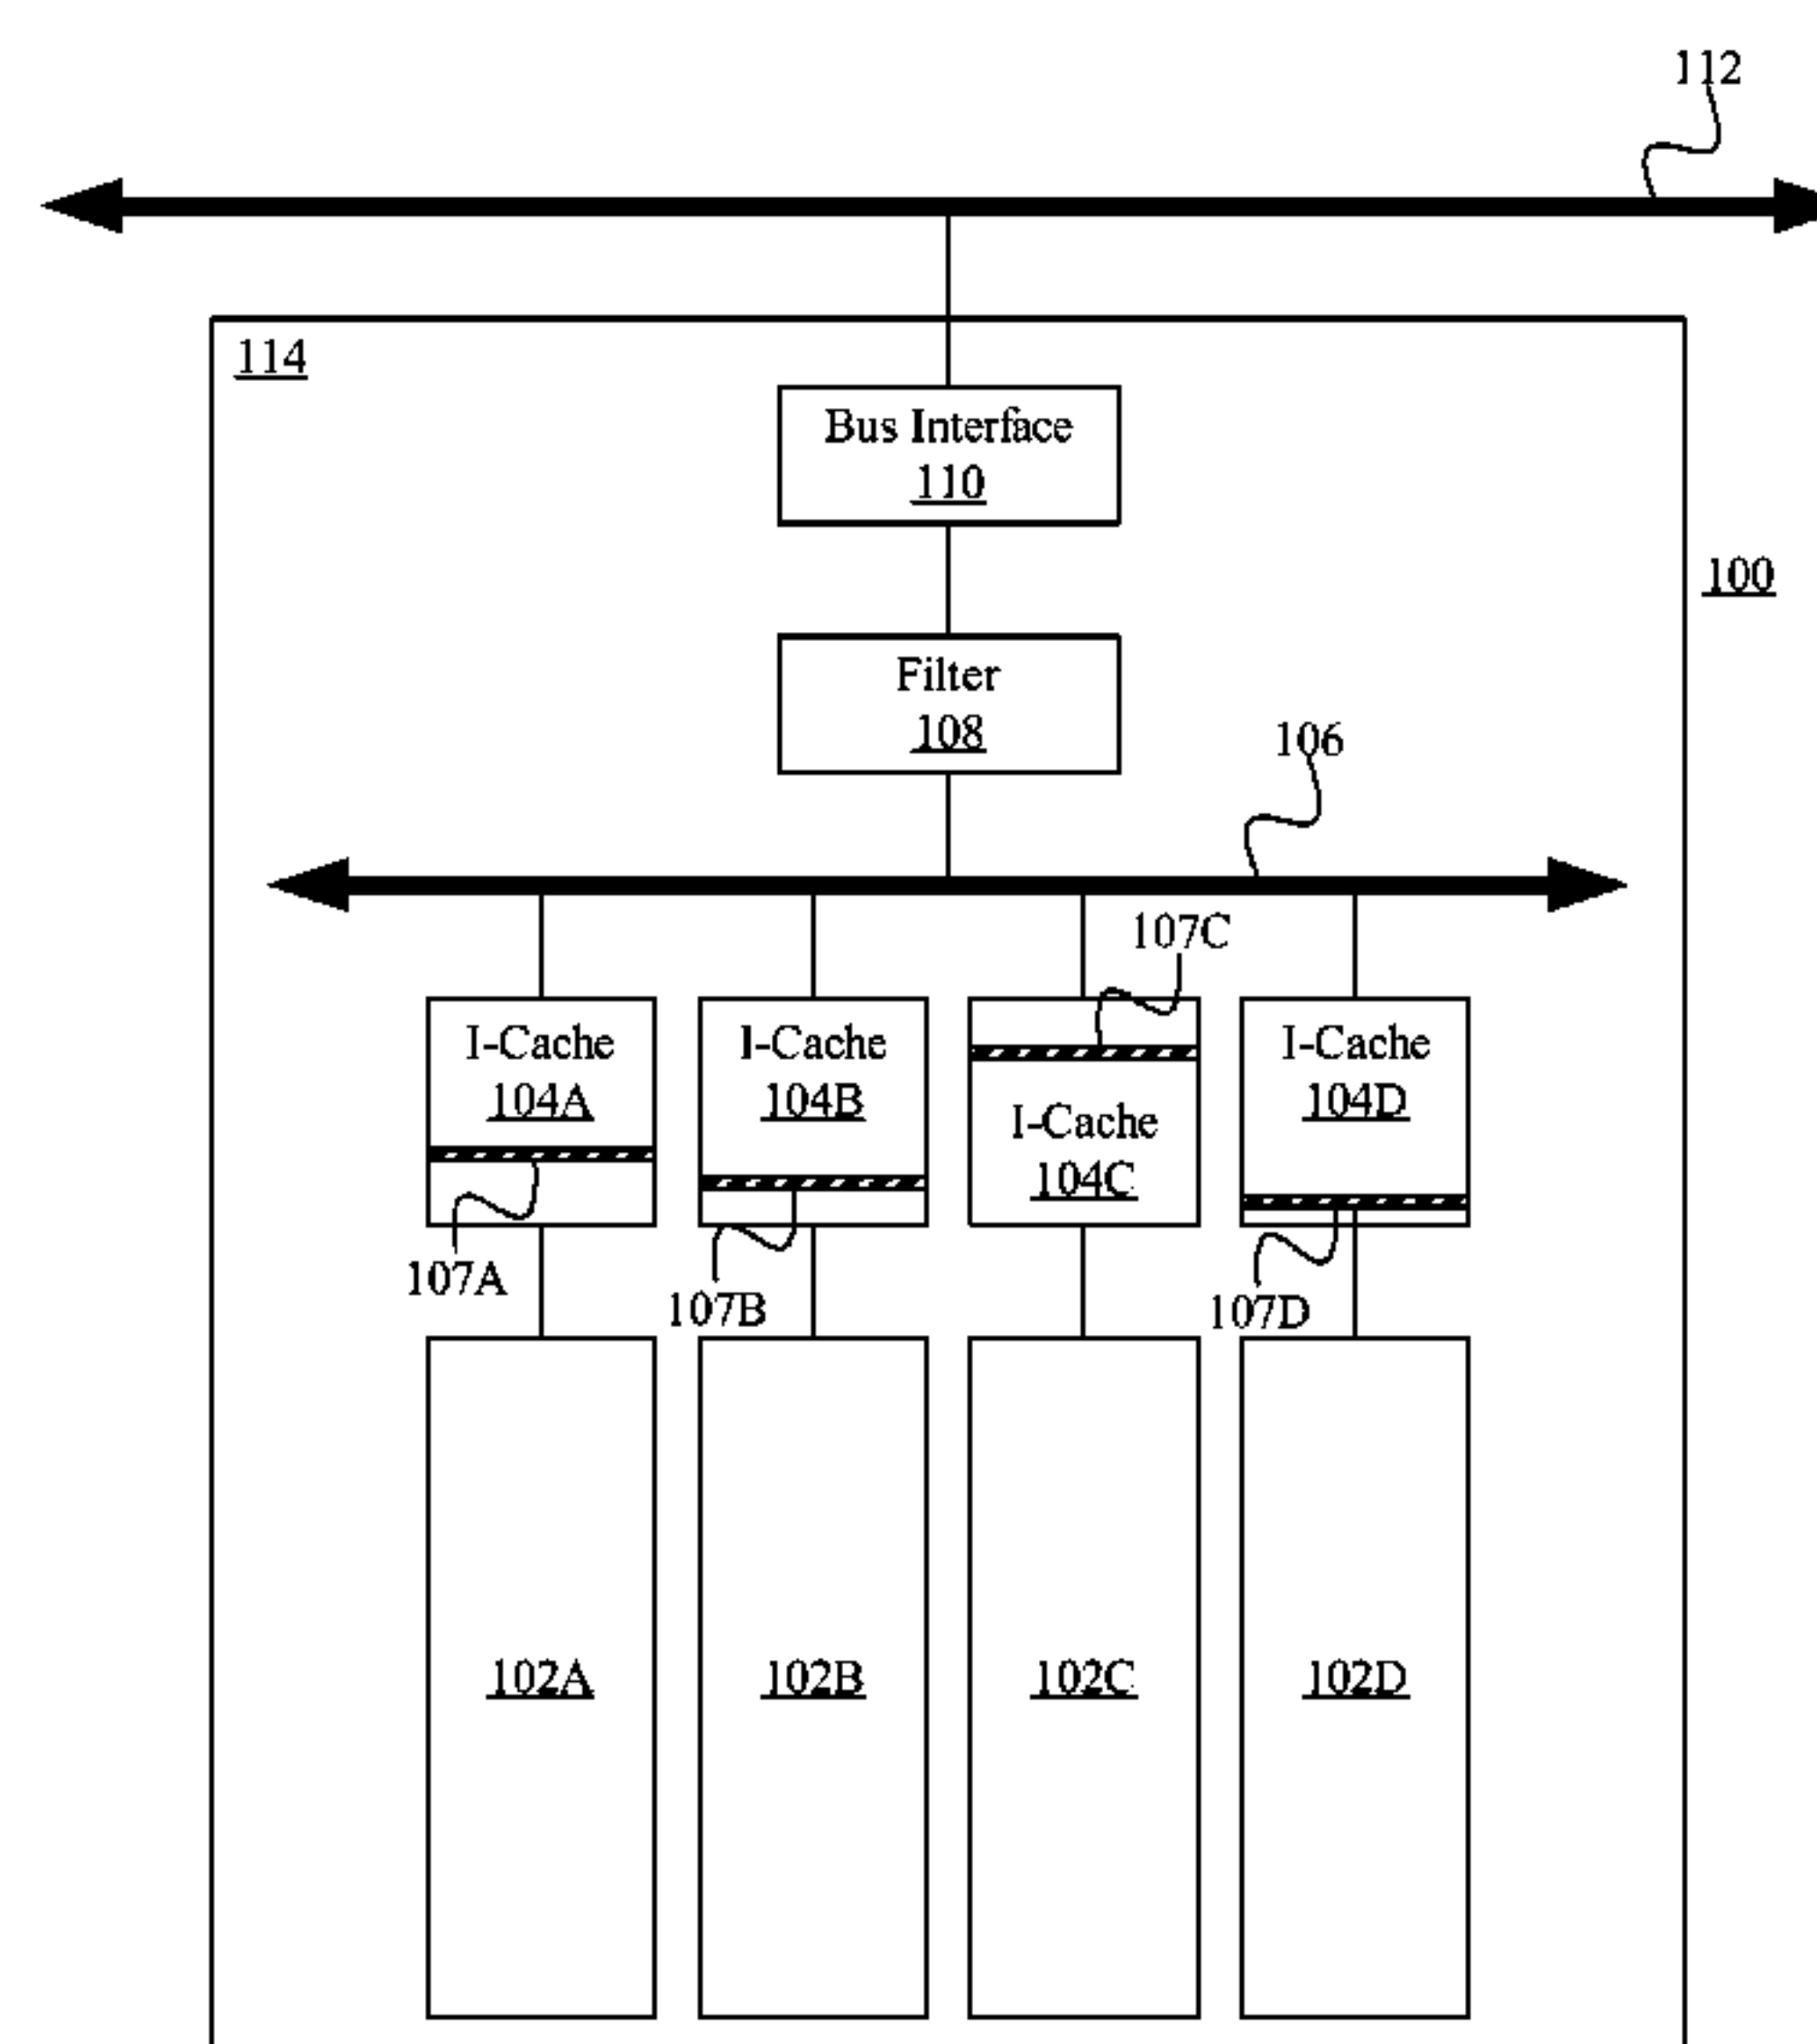 112
114
Bus Interface
110
100
Filter
108
106
107C
I-Cache
104A
I-Cache
104B
I-Cache
104C
I-Cache
104D
107A
107B
107D
102A
102B
102C
102D